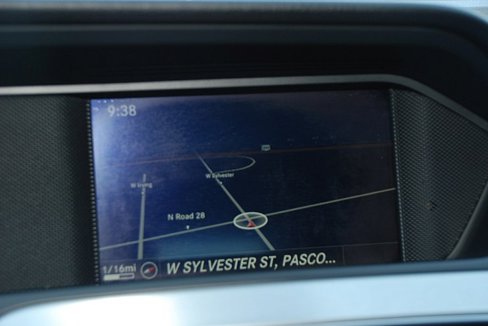 9:38
W Sylvester
W Irving
N Road 28
1/16mi
W SYLVESTER ST, PASCO...